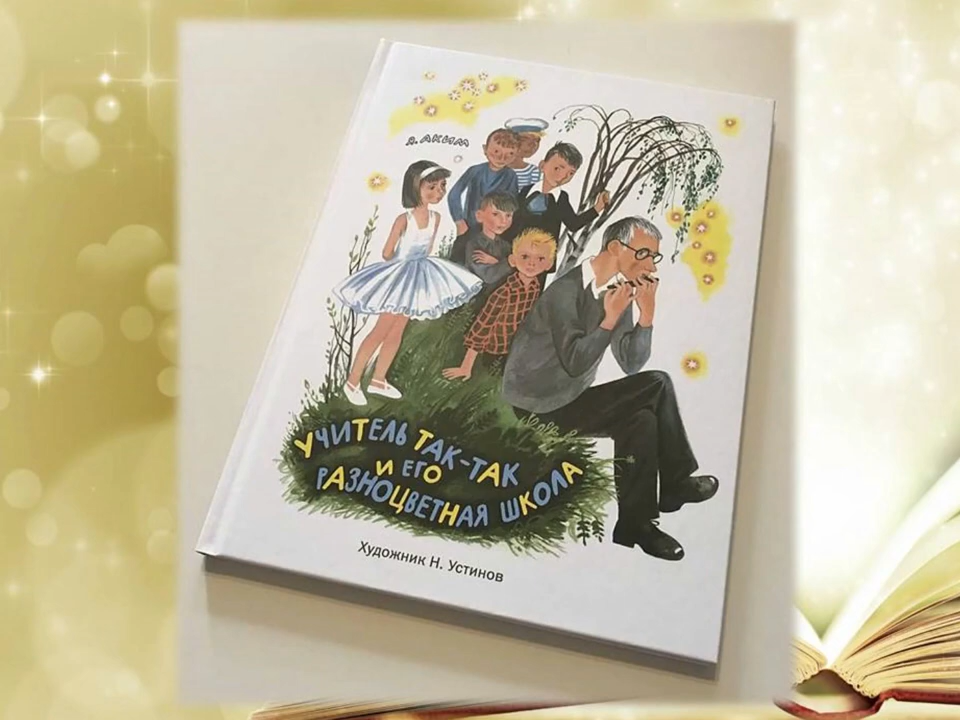 Я. АКИМ
УЧИТЕЛЬ ТАК-ТАК
И ЕГО
РАЗНОЦВЕТНАЯ ШКОЛА
Художник Н. Устинов